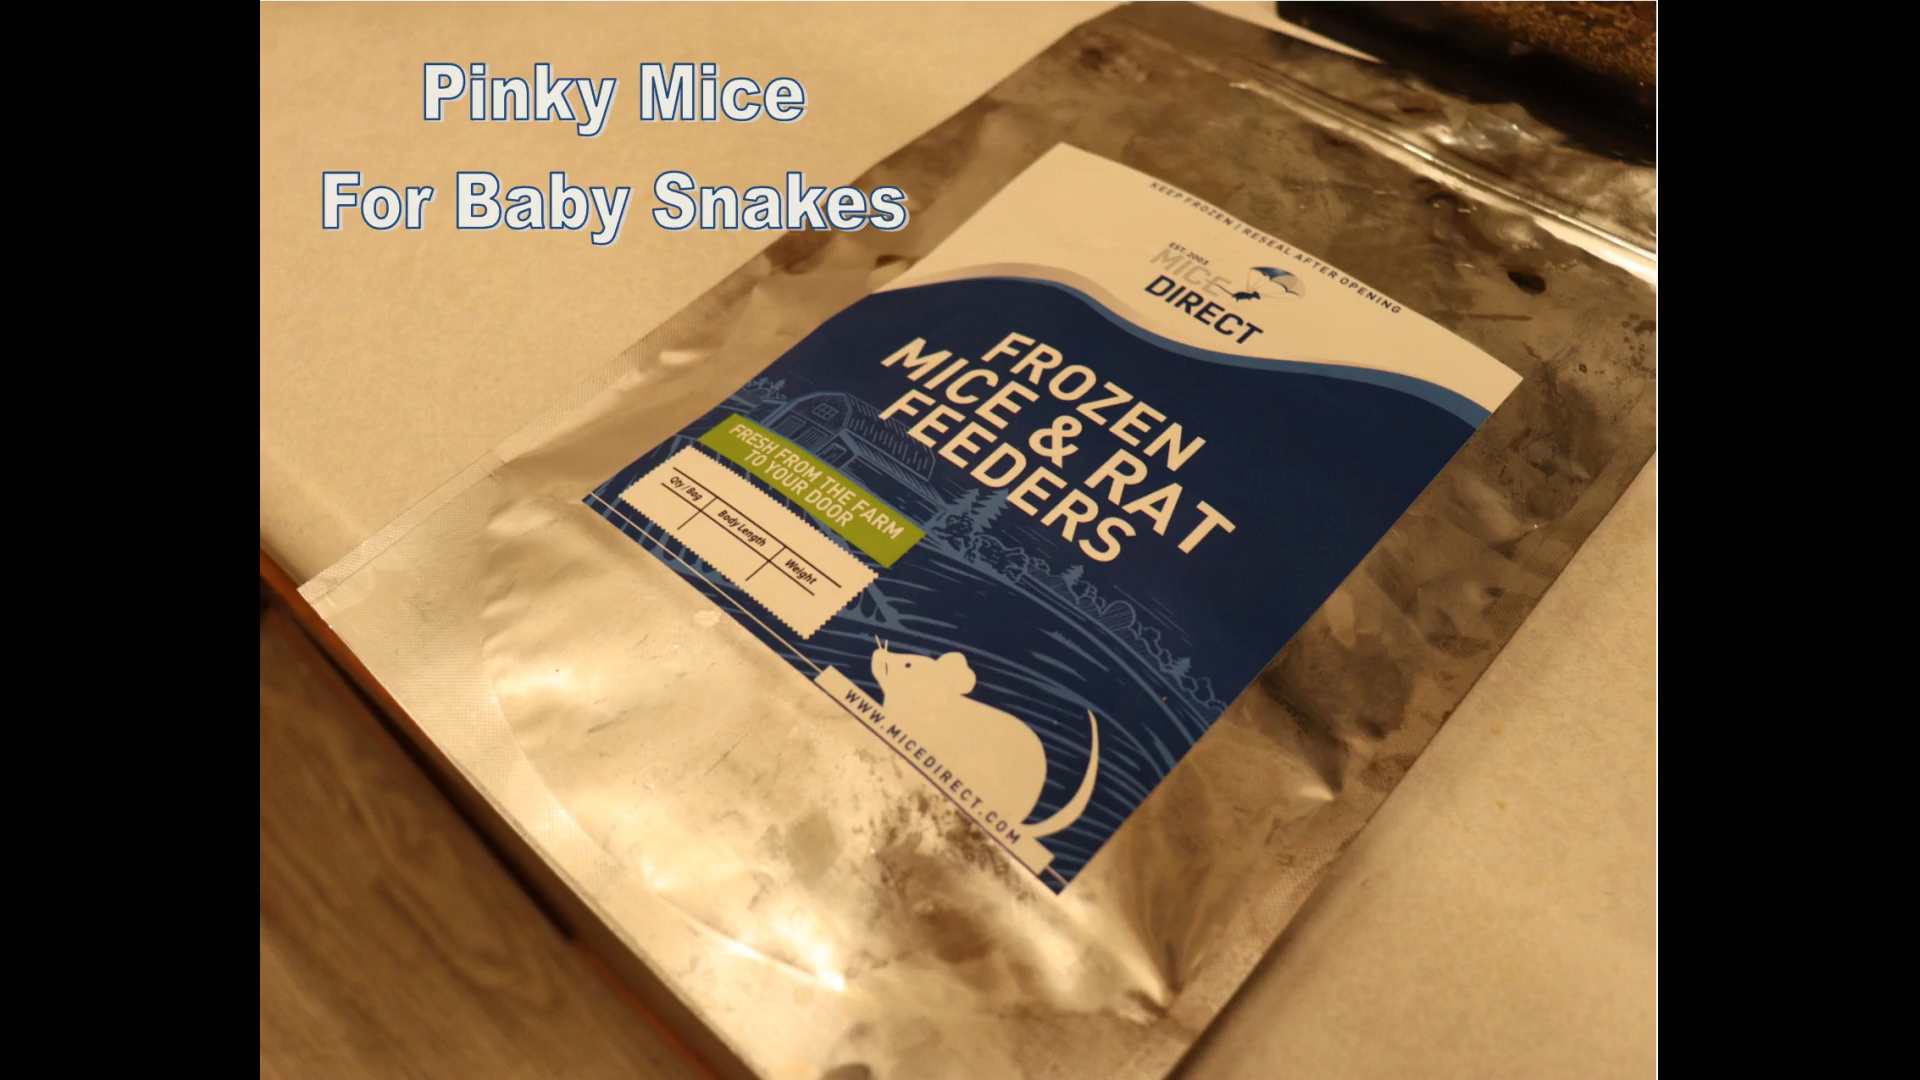 Pinky Mice
For Baby Snakes
KEEP FROZEN | RESEAL AFTER OPENING
EST. 2003
MICE
DIRECT
FROZEN
MICE & RAT
FEEDERS
FRESH FROM THE FARM
TO YOUR DOOR
Qty / Bag Body Length Weight
WWW.MICEDIRECT.COM